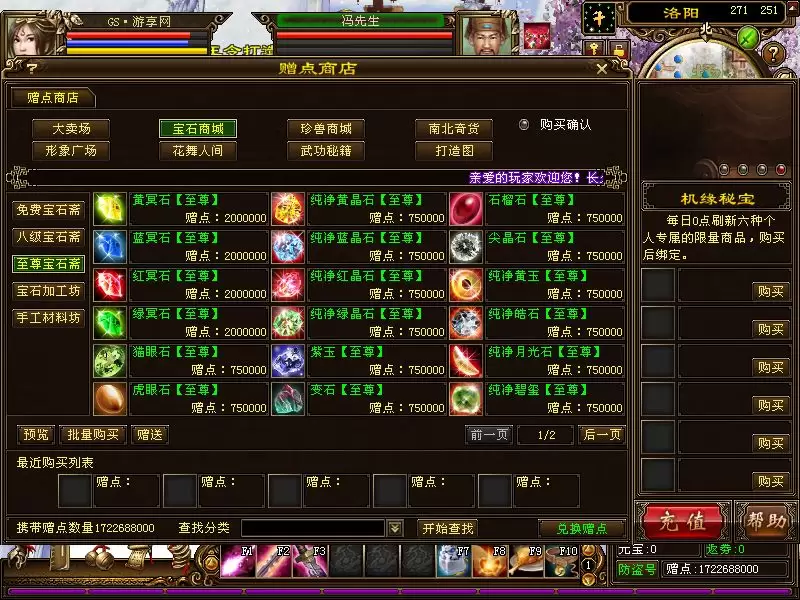 GS·游享网
冯先生
洛阳 271 251
北
?
?
赠点商店
×
赠点商店
大卖场 宝石商城 珍兽商城 南北奇货 购买确认
形象广场 花舞人间 武功秘籍 打造图
亲爱的玩家欢迎您！长
免费宝石斋
八级宝石斋
至尊宝石斋
宝石加工坊
手工材料坊
黄冥石【至尊】 纯净黄晶石【至尊】 石榴石【至尊】
赠点：2000000 赠点：750000 赠点：750000
蓝冥石【至尊】 纯净蓝晶石【至尊】 尖晶石【至尊】
赠点：2000000 赠点：750000 赠点：750000
红冥石【至尊】 纯净红晶石【至尊】 纯净黄玉【至尊】
赠点：2000000 赠点：750000 赠点：750000
绿冥石【至尊】 纯净绿晶石【至尊】 纯净皓石【至尊】
赠点：2000000 赠点：750000 赠点：750000
猫眼石【至尊】 紫玉【至尊】 纯净月光石【至尊】
赠点：750000 赠点：750000 赠点：750000
虎眼石【至尊】 变石【至尊】 纯净碧玺【至尊】
赠点：750000 赠点：750000 赠点：750000
预览 批量购买 赠送 前一页 1/2 后一页
最近购买列表
赠点： 赠点： 赠点： 赠点： 赠点：
携带赠点数量1722688000 查找分类 开始查找 兑换赠点
机缘秘宝
每日0点刷新六种个
人专属的限量商品，购买
后绑定。
购买
购买
购买
购买
购买
购买
充值 帮助
F1 F2 F3 F7 F8 F9 F10
1
元宝:0 返券:0
防盗号 赠点:1722688000